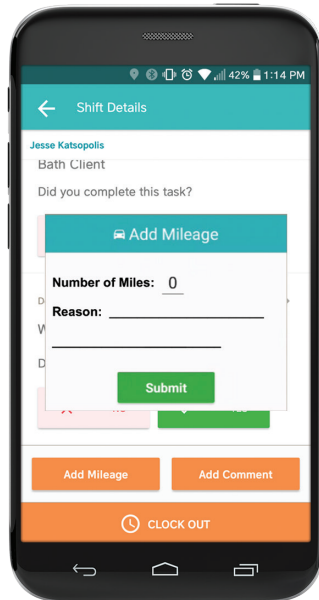 42% 1:14 PM
Shift Details
Jesse Katsopolis
Bath Client
Did you complete this task?
Add Mileage
Number of Miles: 0
Reason:
Submit
Add Mileage Add Comment
CLOCK OUT